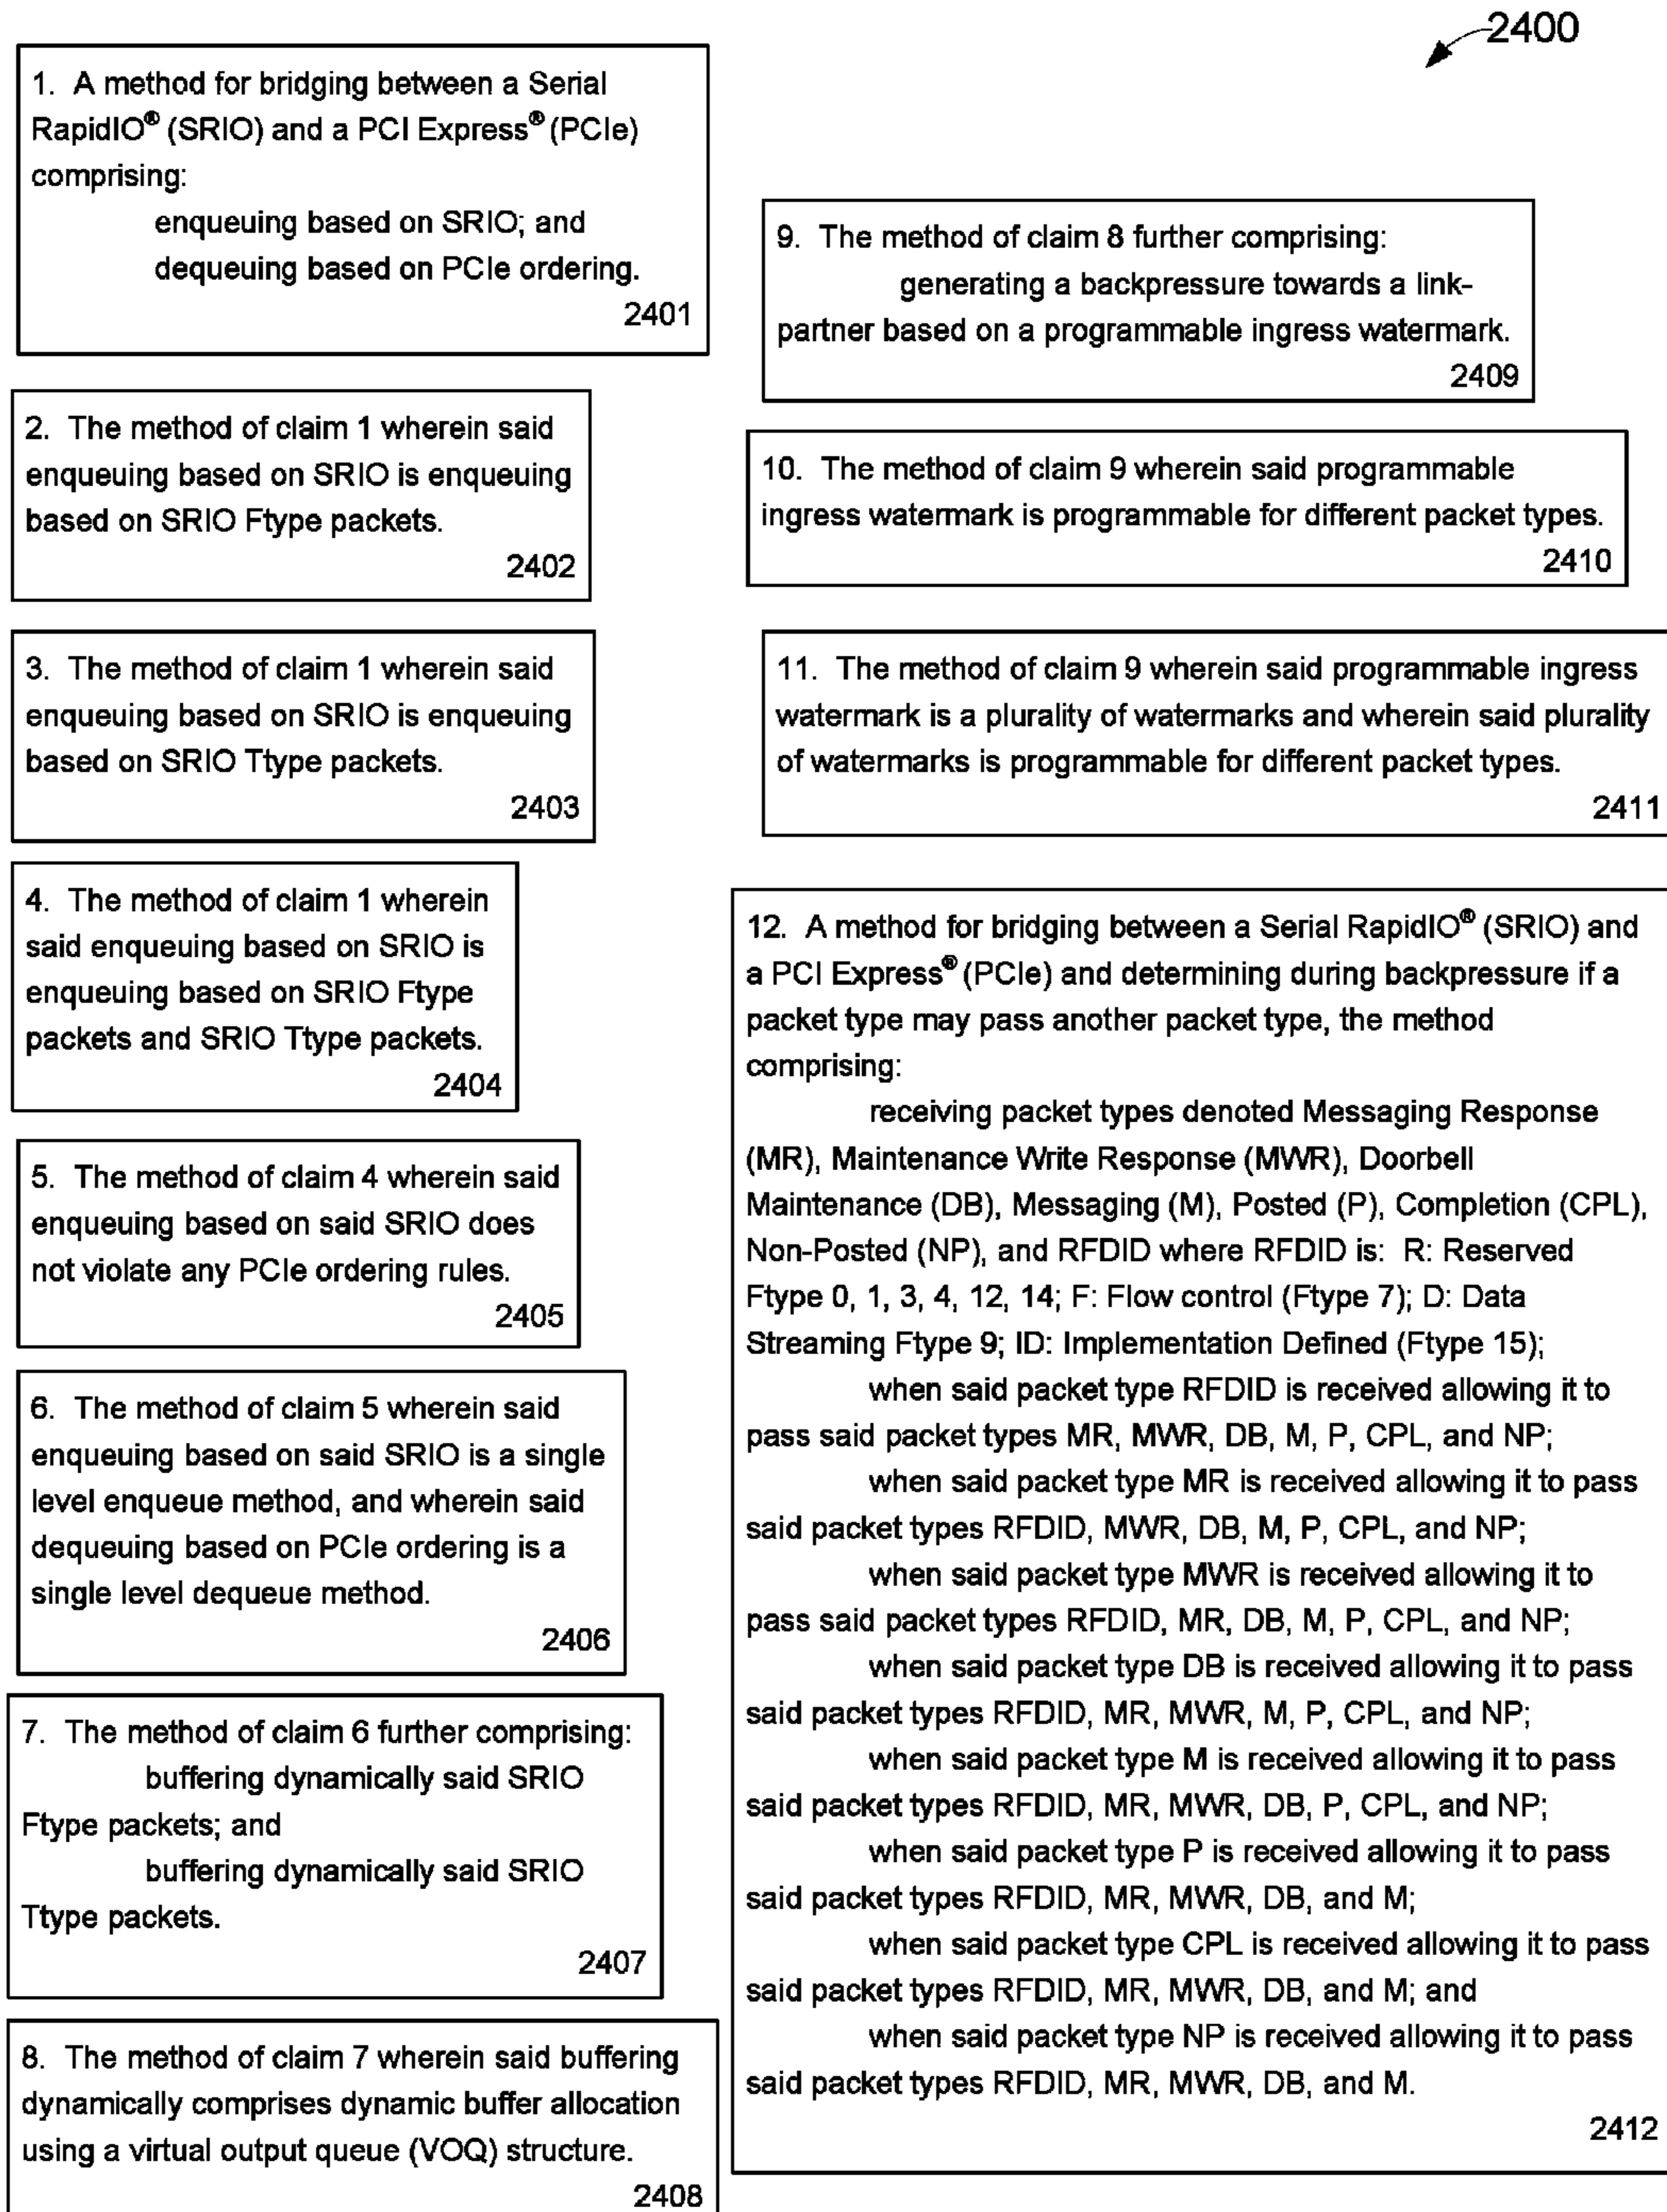 2400
1. A method for bridging between a Serial
RapidIO® (SRIO) and a PCI Express® (PCIe)
comprising:
enqueuing based on SRIO; and
dequeuing based on PCIe ordering.
2401
2. The method of claim 1 wherein said
enqueuing based on SRIO is enqueuing
based on SRIO Ftype packets.
2402
3. The method of claim 1 wherein said
enqueuing based on SRIO is enqueuing
based on SRIO Ttype packets.
2403
4. The method of claim 1 wherein
said enqueuing based on SRIO is
enqueuing based on SRIO Ftype
packets and SRIO Ttype packets.
2404
5. The method of claim 4 wherein said
enqueuing based on said SRIO does
not violate any PCIe ordering rules.
2405
6. The method of claim 5 wherein said
enqueuing based on said SRIO is a single
level enqueue method, and wherein said
dequeuing based on PCIe ordering is a
single level dequeue method.
2406
7. The method of claim 6 further comprising:
buffering dynamically said SRIO
Ftype packets; and
buffering dynamically said SRIO
Ttype packets.
2407
8. The method of claim 7 wherein said buffering
dynamically comprises dynamic buffer allocation
using a virtual output queue (VOQ) structure.
2408
9. The method of claim 8 further comprising:
generating a backpressure towards a link-
partner based on a programmable ingress watermark.
2409
10. The method of claim 9 wherein said programmable
ingress watermark is programmable for different packet types.
2410
11. The method of claim 9 wherein said programmable ingress
watermark is a plurality of watermarks and wherein said plurality
of watermarks is programmable for different packet types.
2411
12. A method for bridging between a Serial RapidIO® (SRIO) and
a PCI Express® (PCIe) and determining during backpressure if a
packet type may pass another packet type, the method
comprising:
receiving packet types denoted Messaging Response
(MR), Maintenance Write Response (MWR), Doorbell
Maintenance (DB), Messaging (M), Posted (P), Completion (CPL),
Non-Posted (NP), and RFDID where RFDID is: R: Reserved
Ftype 0, 1, 3, 4, 12, 14; F: Flow control (Ftype 7); D: Data
Streaming Ftype 9; ID: Implementation Defined (Ftype 15);
when said packet type RFDID is received allowing it to
pass said packet types MR, MWR, DB, M, P, CPL, and NP;
when said packet type MR is received allowing it to pass
said packet types RFDID, MWR, DB, M, P, CPL, and NP;
when said packet type MWR is received allowing it to
pass said packet types RFDID, MR, DB, M, P, CPL, and NP;
when said packet type DB is received allowing it to pass
said packet types RFDID, MR, MWR, M, P, CPL, and NP;
when said packet type M is received allowing it to pass
said packet types RFDID, MR, MWR, DB, P, CPL, and NP;
when said packet type P is received allowing it to pass
said packet types RFDID, MR, MWR, DB, and M;
when said packet type CPL is received allowing it to pass
said packet types RFDID, MR, MWR, DB, and M; and
when said packet type NP is received allowing it to pass
said packet types RFDID, MR, MWR, DB, and M.
2412